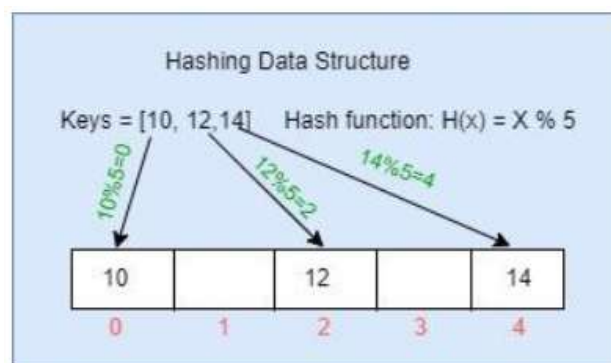 Hashing Data Structure
Keys = [10, 12,14] Hash function: H(x) = X % 5
10%5=0
12%5=2
14%5=4
10 12 14
0 1 2 3 4